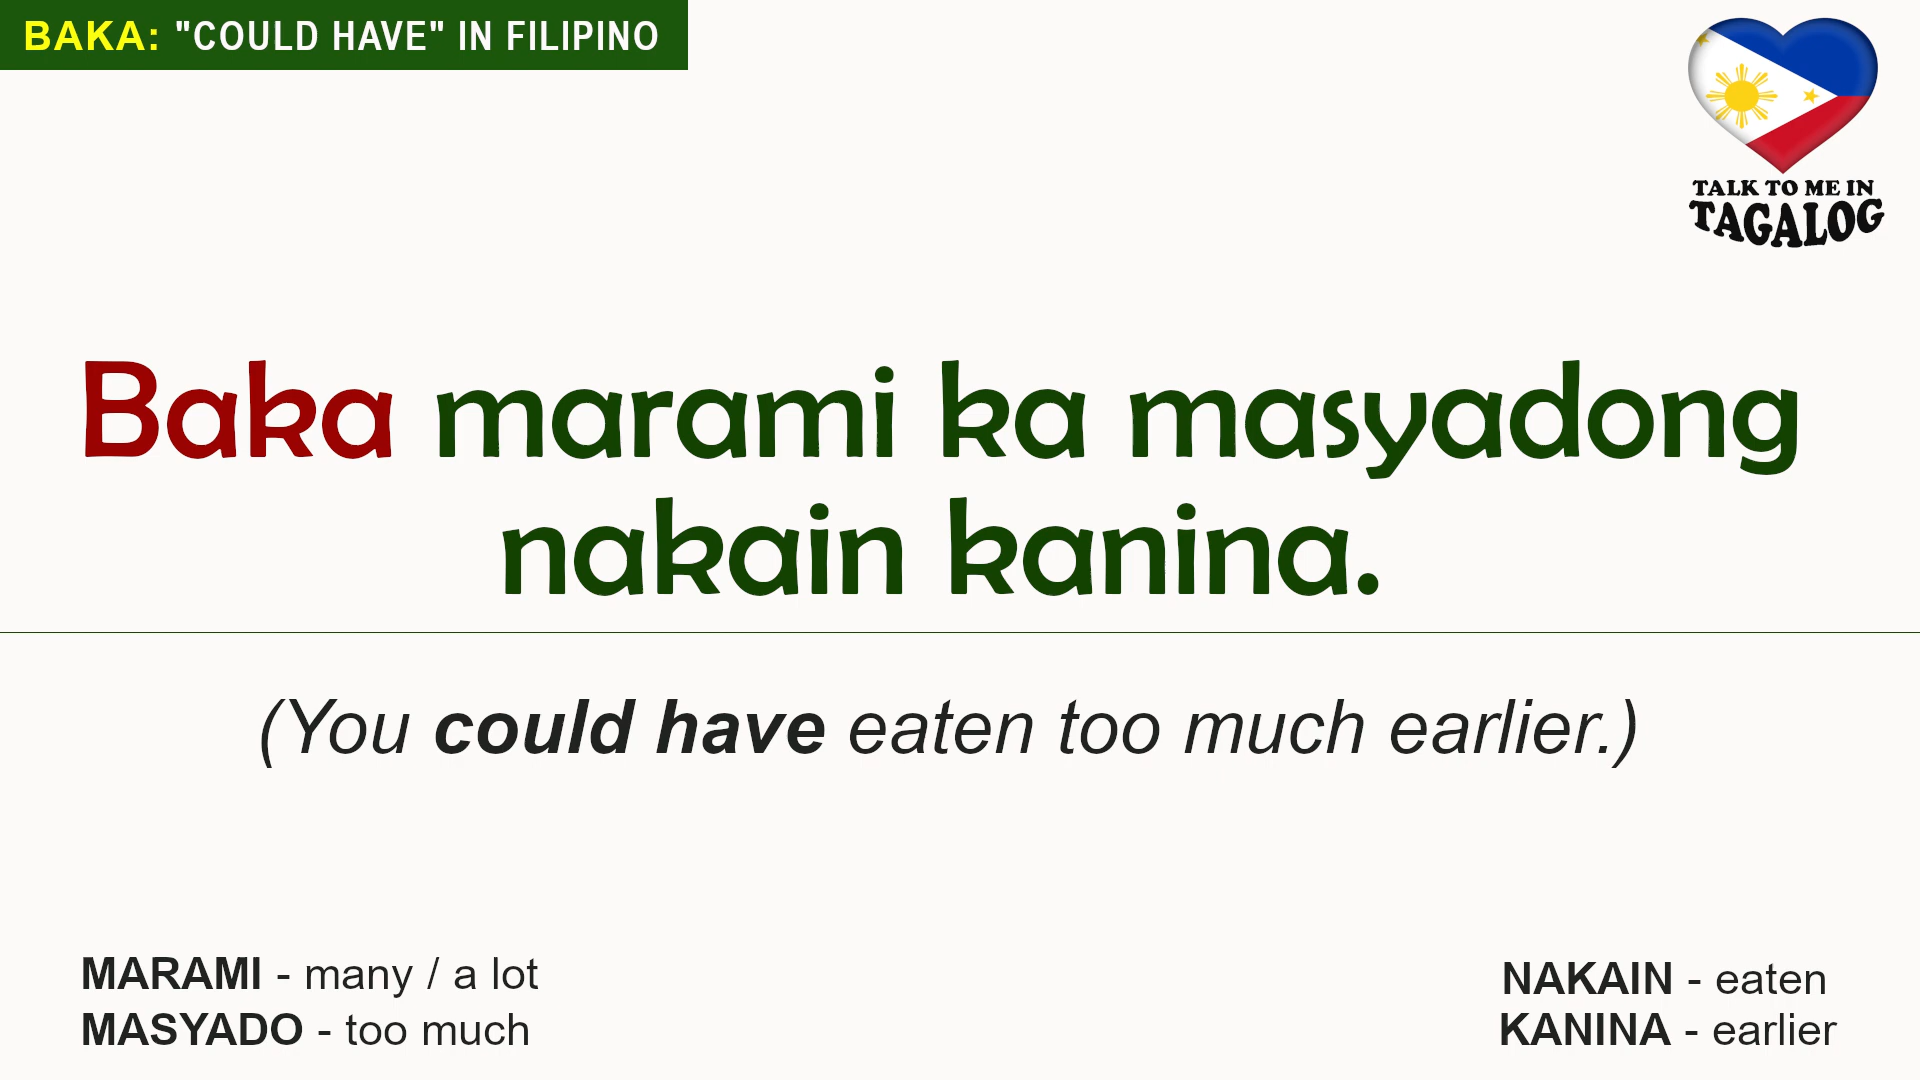 BAKA: "COULD HAVE" IN FILIPINO
TALK TO ME IN
TAGALOG
Baka marami ka masyadong
nakain kanina.
(You could have eaten too much earlier.)
MARAMI - many / a lot
MASYADO - too much
NAKAIN - eaten
KANINA - earlier